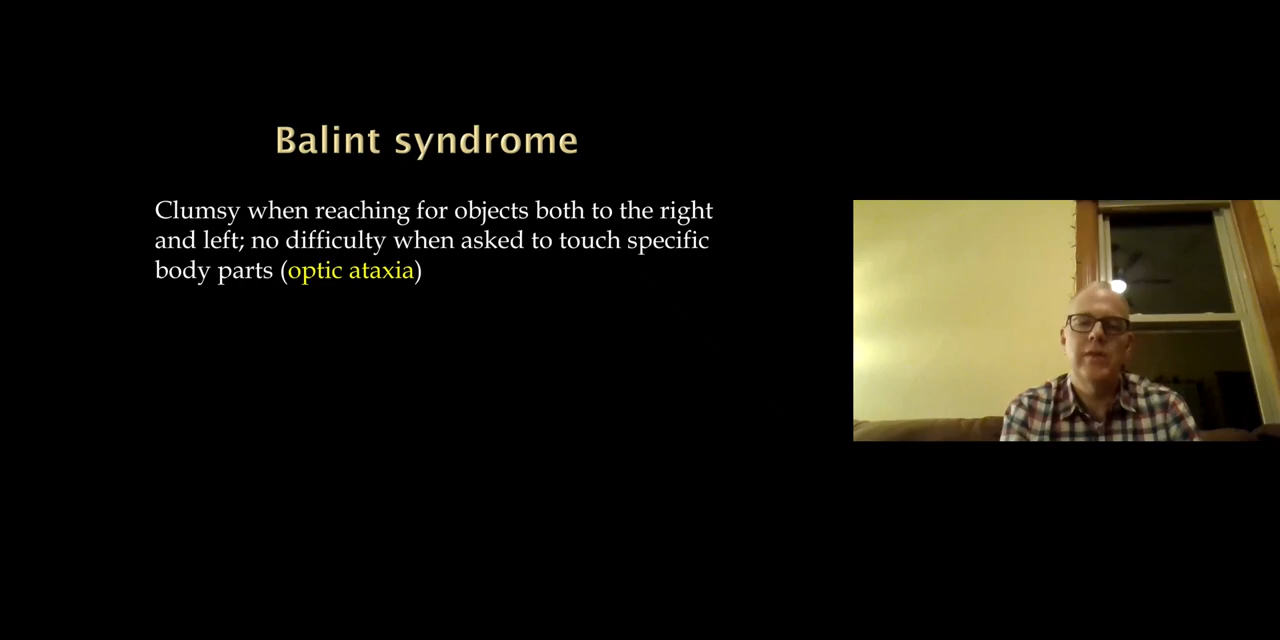 Balint syndrome
Clumsy when reaching for objects both to the right
and left; no difficulty when asked to touch specific
body parts (optic ataxia)